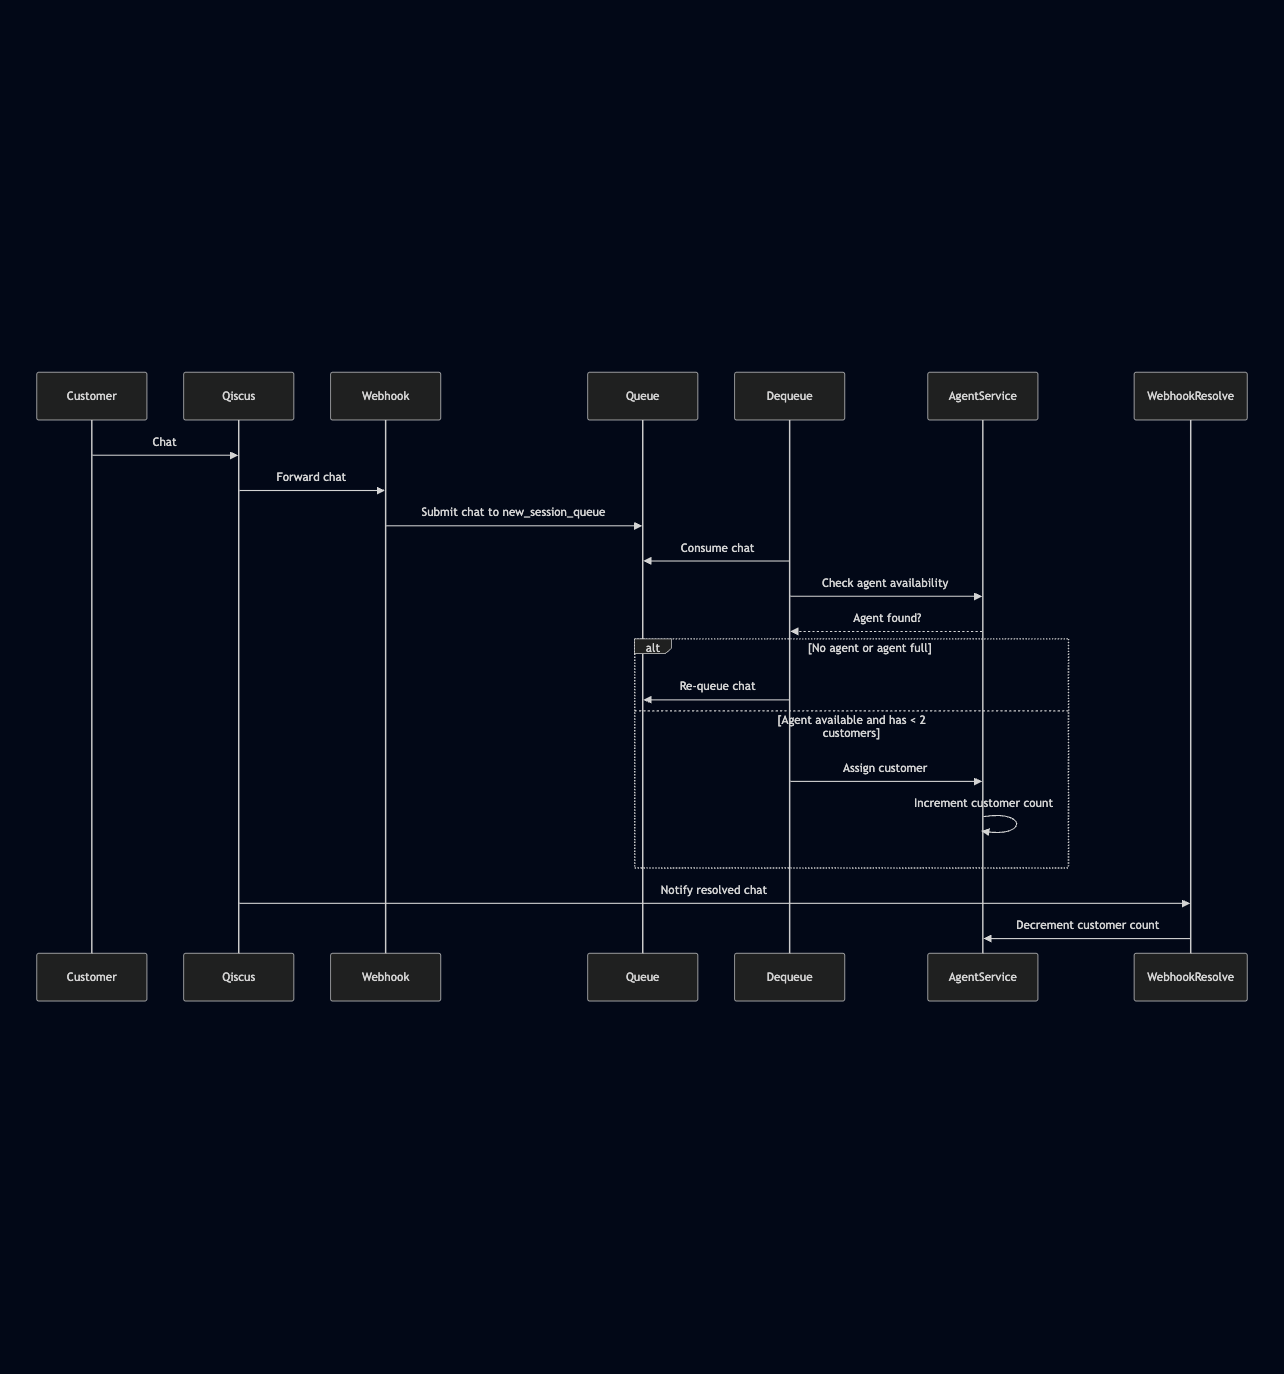 Customer
Qiscus
Webhook
Queue
Dequeue
AgentService
WebhookResolve
Chat
Forward chat
Submit chat to new_session_queue
Consume chat
Check agent availability
Agent found?
alt
[No agent or agent full]
Re-queue chat
[Agent available and has < 2
customers]
Assign customer
Increment customer count
Notify resolved chat
Decrement customer count
Customer
Qiscus
Webhook
Queue
Dequeue
AgentService
WebhookResolve